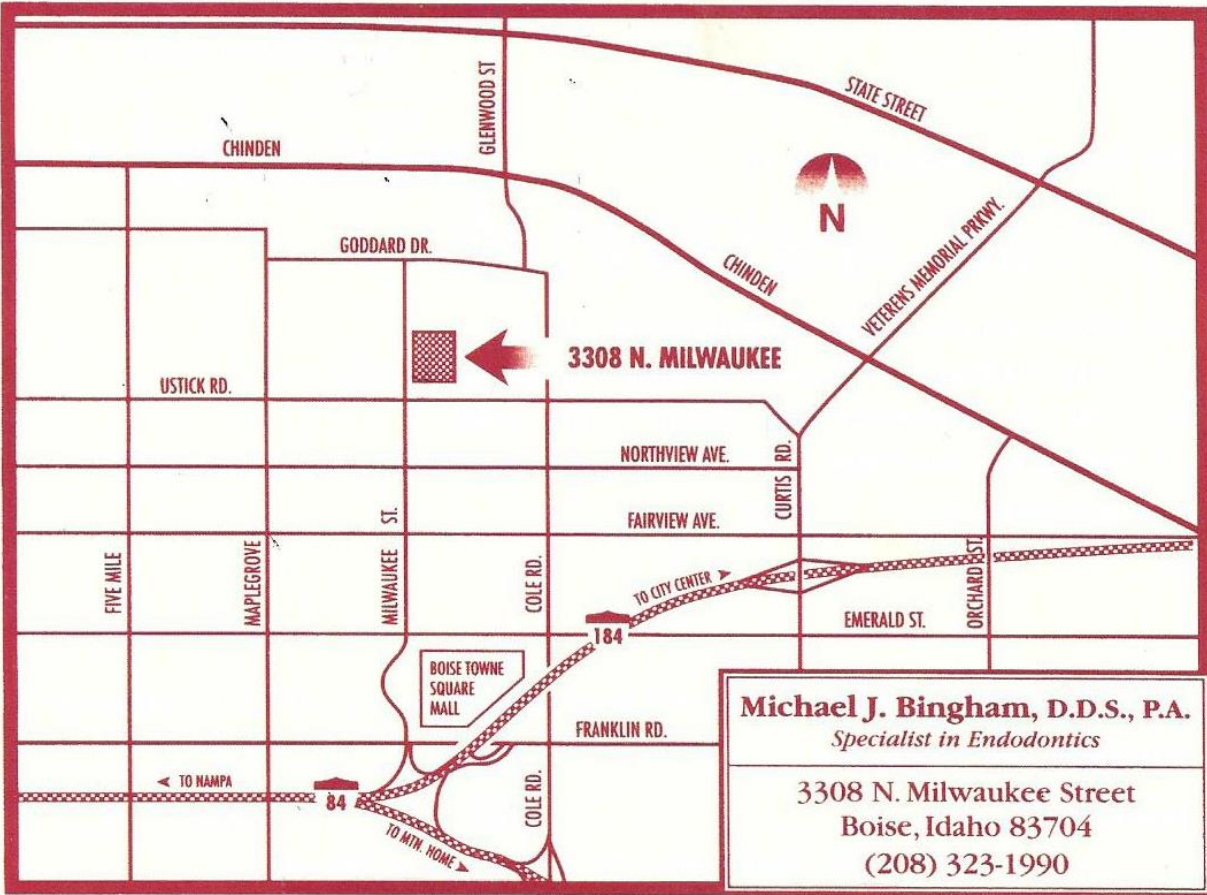 STATE STREET
GLENWOOD ST
CHINDEN
N
VETERENS MEMORIAL PRKWY.
GODDARD DR.
CHINDEN
3308 N. MILWAUKEE
USTICK RD.
NORTHVIEW AVE.
CURTIS RD.
FAIRVIEW AVE.
FIVE MILE
MAPLEGROVE
MILWAUKEE ST.
COLE RD.
TO CITY CENTER
ORCHARD ST.
EMERALD ST.
184
BOISE TOWNE
SQUARE
MALL
FRANKLIN RD.
TO NAMPA
84
TO MTN. HOME
COLE RD.
Michael J. Bingham, D.D.S., P.A.
Specialist in Endodontics
3308 N. Milwaukee Street
Boise, Idaho 83704
(208) 323-1990